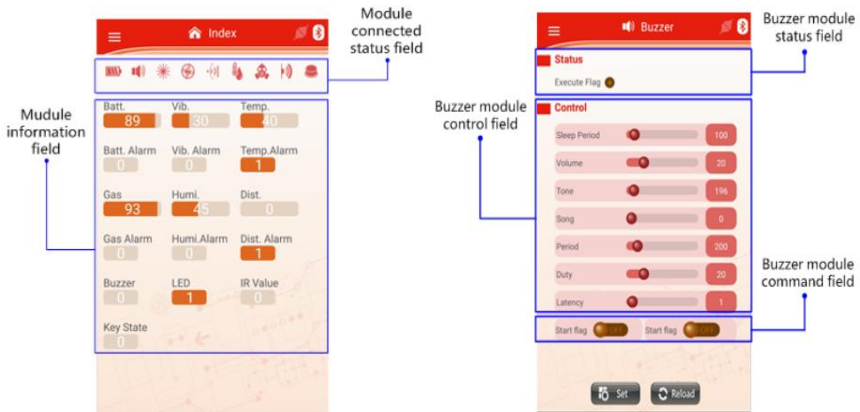 Module
connected
status field
Index
Mudule
information
field
Batt. Vib. Temp.
89 30 40
Batt. Alarm Vib. Alarm Temp.Alarm
0 0 1
Gas Humi. Dist.
93 45 0
Gas Alarm Humi.Alarm Dist. Alarm
0 0 1
Buzzer LED IR Value
0 1 0
Key State
0
Buzzer
Buzzer module
status field
Status
Execute Flag
Buzzer module
control field
Control
Sleep Period 100
Volume 20
Tone 196
Song 0
Period 200
Duty 20
Latency 1
Buzzer module
command field
Start flag OFF Start flag OFF
Set Reload